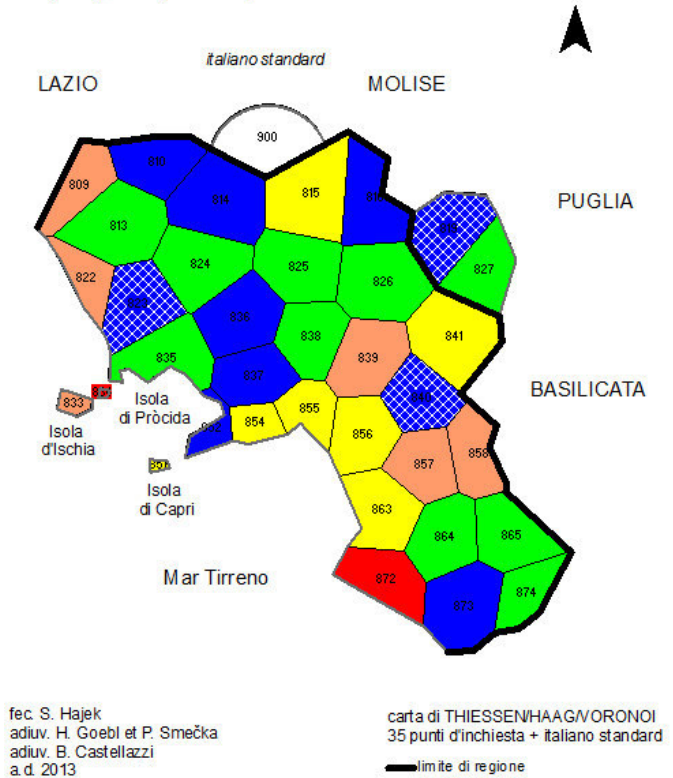 italiano standard
LAZIO
MOLISE
900
810
809
814
815
PUGLIA
813
824
825
826
827
822
836
838
841
835
839
837
BASILICATA
833
Isola
di Pròcida
Isola
d'Ischia
854
855
856
857
858
Isola
di Capri
863
864
865
Mar Tirreno
872
873
874
fec. S. Hajek
adiuv. H. Goebl et P. Smečka
adiuv. B. Castellazzi
a.d. 2013
carta di THIESSEN/HAAG/VORONOI
35 punti d'inchiesta + italiano standard
limite di regione